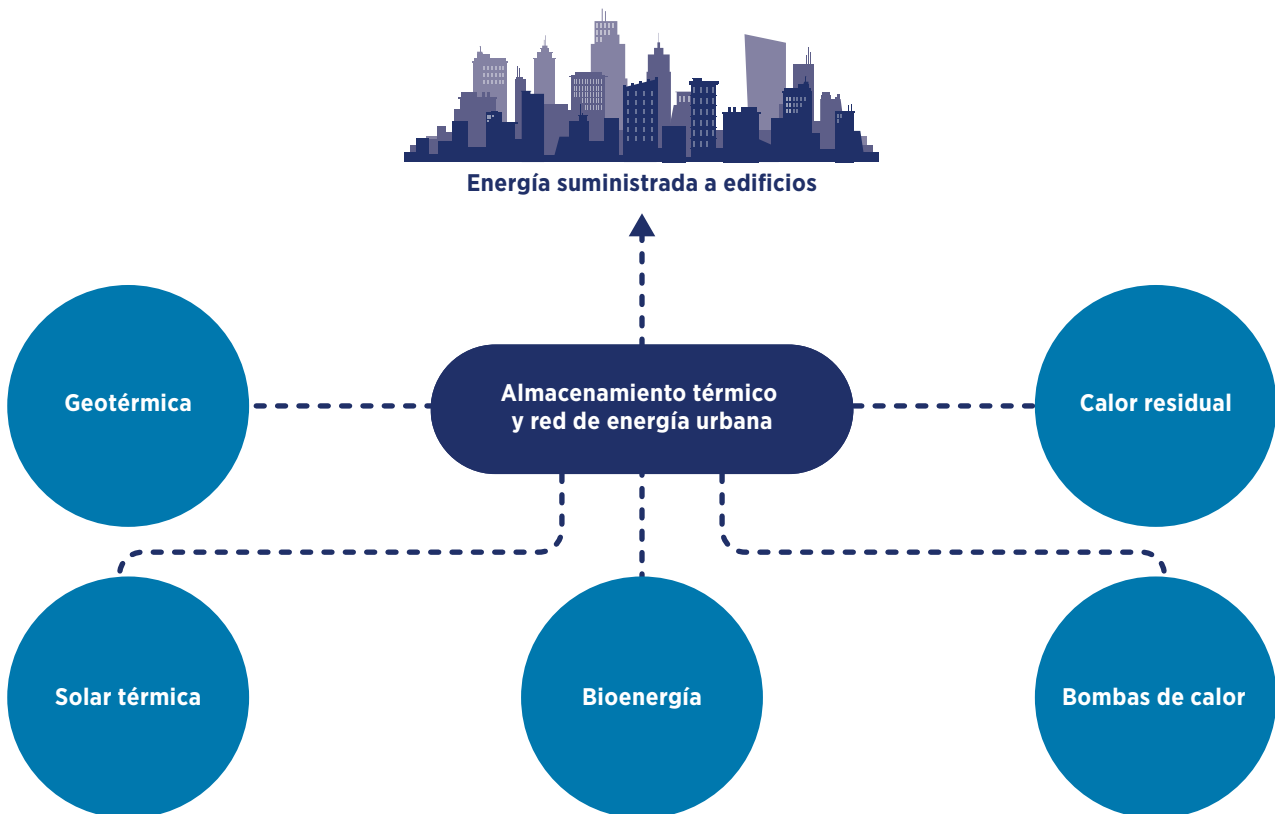 Energía suministrada a edificios
Geotérmica
Almacenamiento térmico
y red de energía urbana
Calor residual
Solar térmica
Bioenergía
Bombas de calor